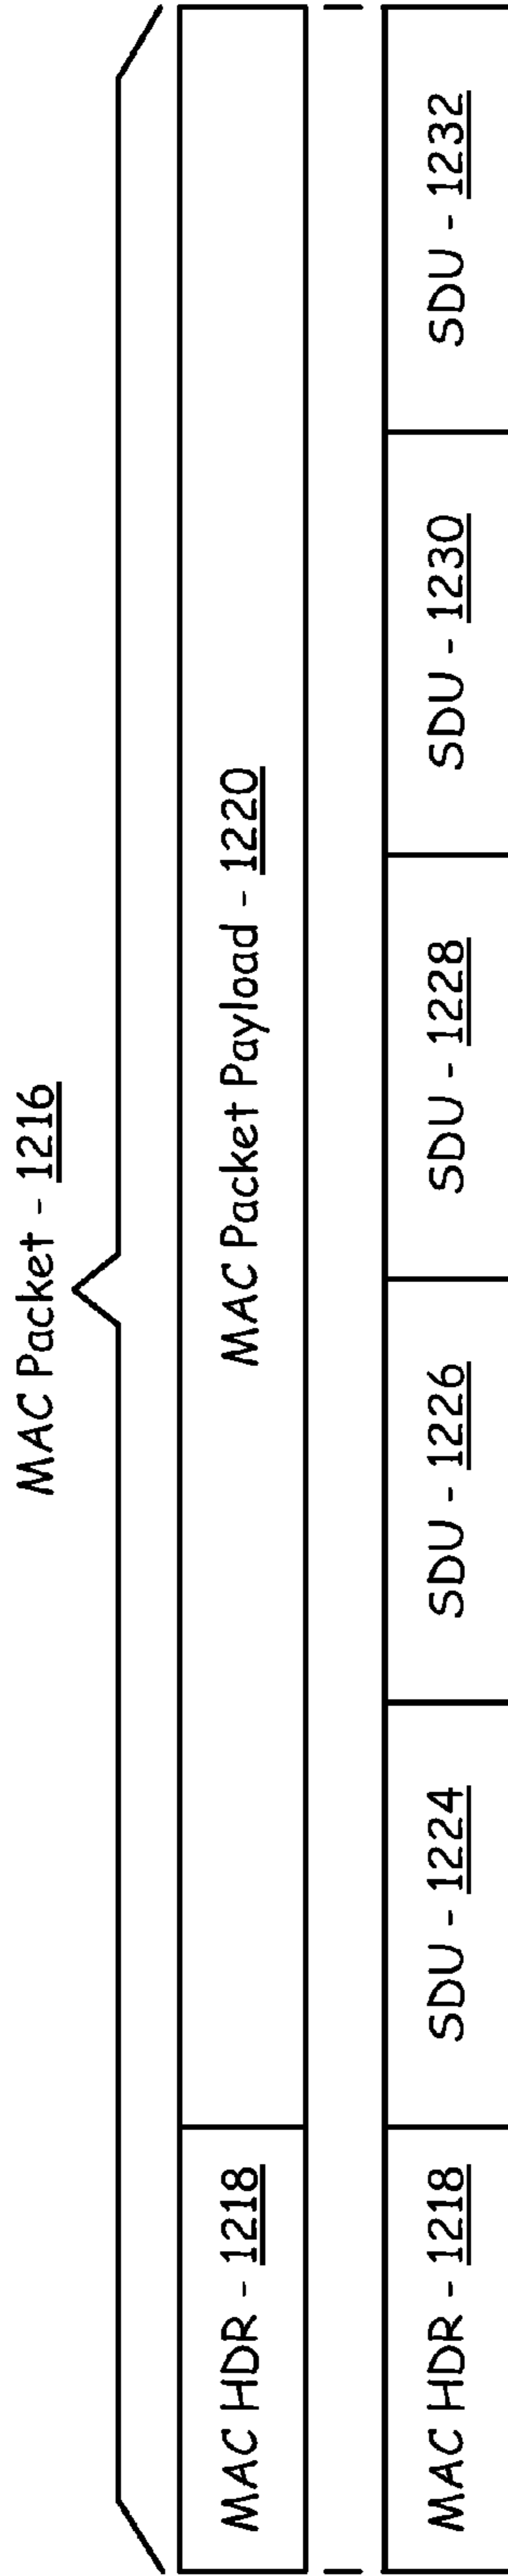 MAC Packet - 1216
MAC HDR - 1218
MAC Packet Payload - 1220
MAC HDR - 1218
SDU - 1224
SDU - 1226
SDU - 1228
SDU - 1230
SDU - 1232